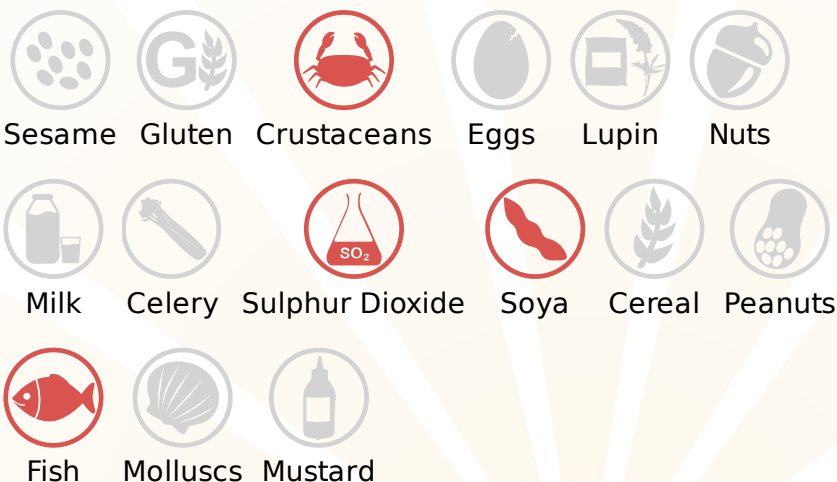 G
Sesame Gluten Crustaceans Eggs Lupin Nuts
SO₂
Milk Celery Sulphur Dioxide Soya Cereal Peanuts
Fish Molluscs Mustard